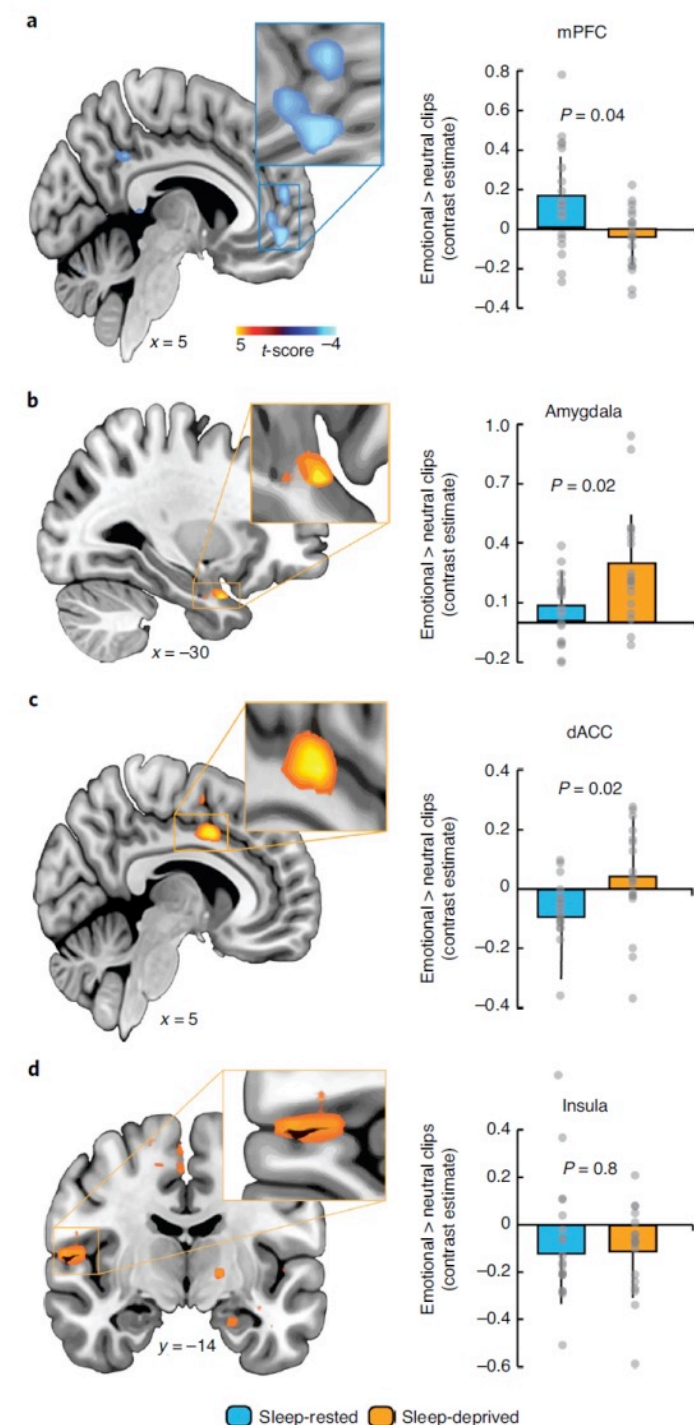 a
mPFC
Emotional > neutral clips
(contrast estimate)
0.8
0.6
0.4
0.2
0
−0.2
−0.4
P = 0.04
x = 5
5 t-score −4
b
Amygdala
Emotional > neutral clips
(contrast estimate)
1.0
0.7
0.4
0.1
−0.2
P = 0.02
x = −30
c
dACC
Emotional > neutral clips
(contrast estimate)
0.4
0.2
0
−0.2
−0.4
P = 0.02
x = 5
d
Insula
Emotional > neutral clips
(contrast estimate)
0.4
0.2
0
−0.2
−0.4
−0.6
P = 0.8
y = −14
Sleep-rested Sleep-deprived